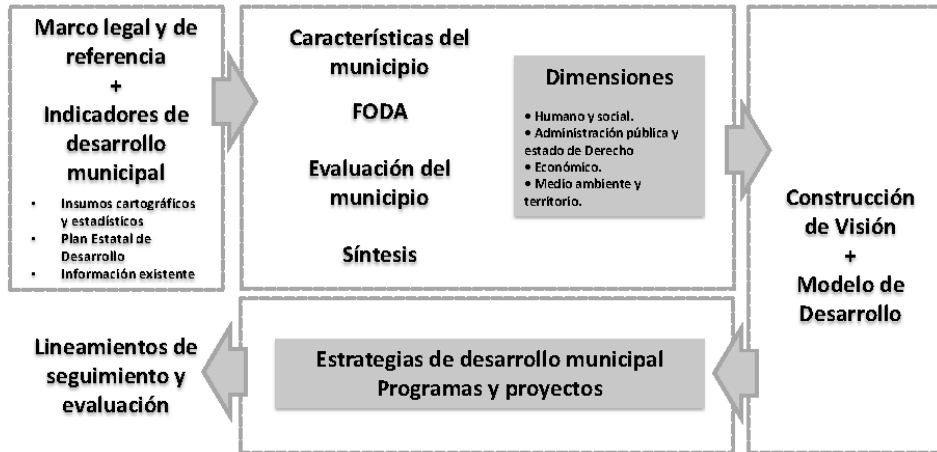 Marco legal y de
referencia
+
Indicadores de
desarrollo
municipal
• Insumos cartográficos
y estadísticos
• Plan Estatal de
Desarrollo
• Información existente
Características del
municipio
FODA
Evaluación del
municipio
Síntesis
Dimensiones
• Humano y social.
• Administración pública y
estado de Derecho
• Económico.
• Medio ambiente y
territorio.
Construcción
de Visión
+
Modelo de
Desarrollo
Estrategias de desarrollo municipal
Programas y proyectos
Lineamientos de
seguimiento y
evaluación